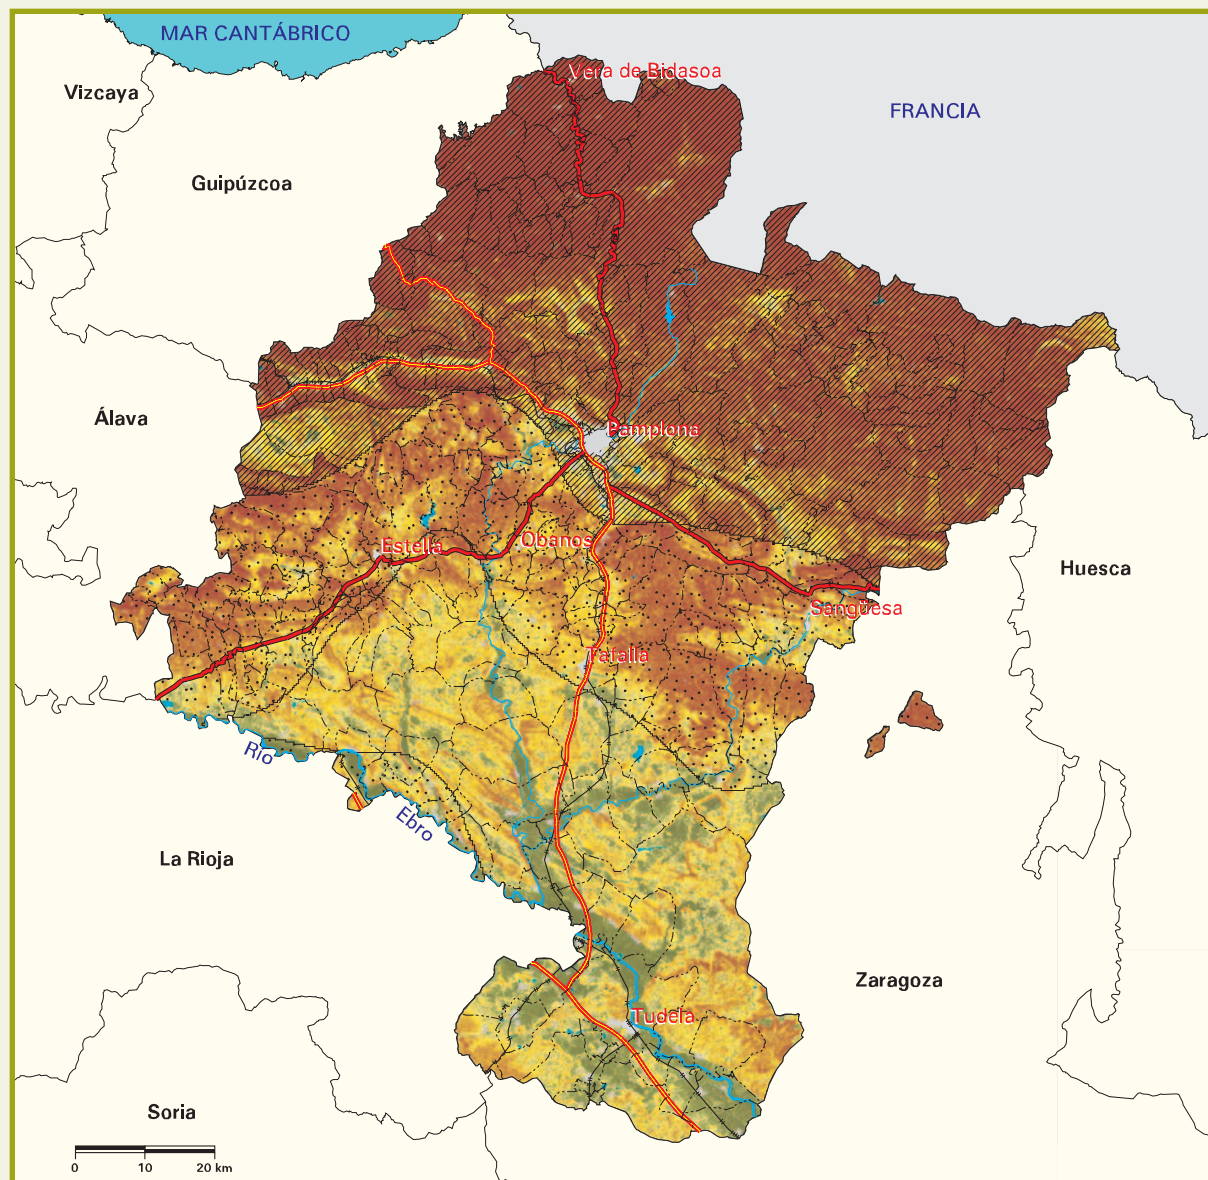 MAR CANTÁBRICO
Vera de Bidasoa
Vizcaya
FRANCIA
Guipúzcoa
Álava
Pamplona
Obanos
Estella
Huesca
Sangüesa
Tafalla
Río
Ebro
La Rioja
Zaragoza
Tudela
Soria
0 10 20 km